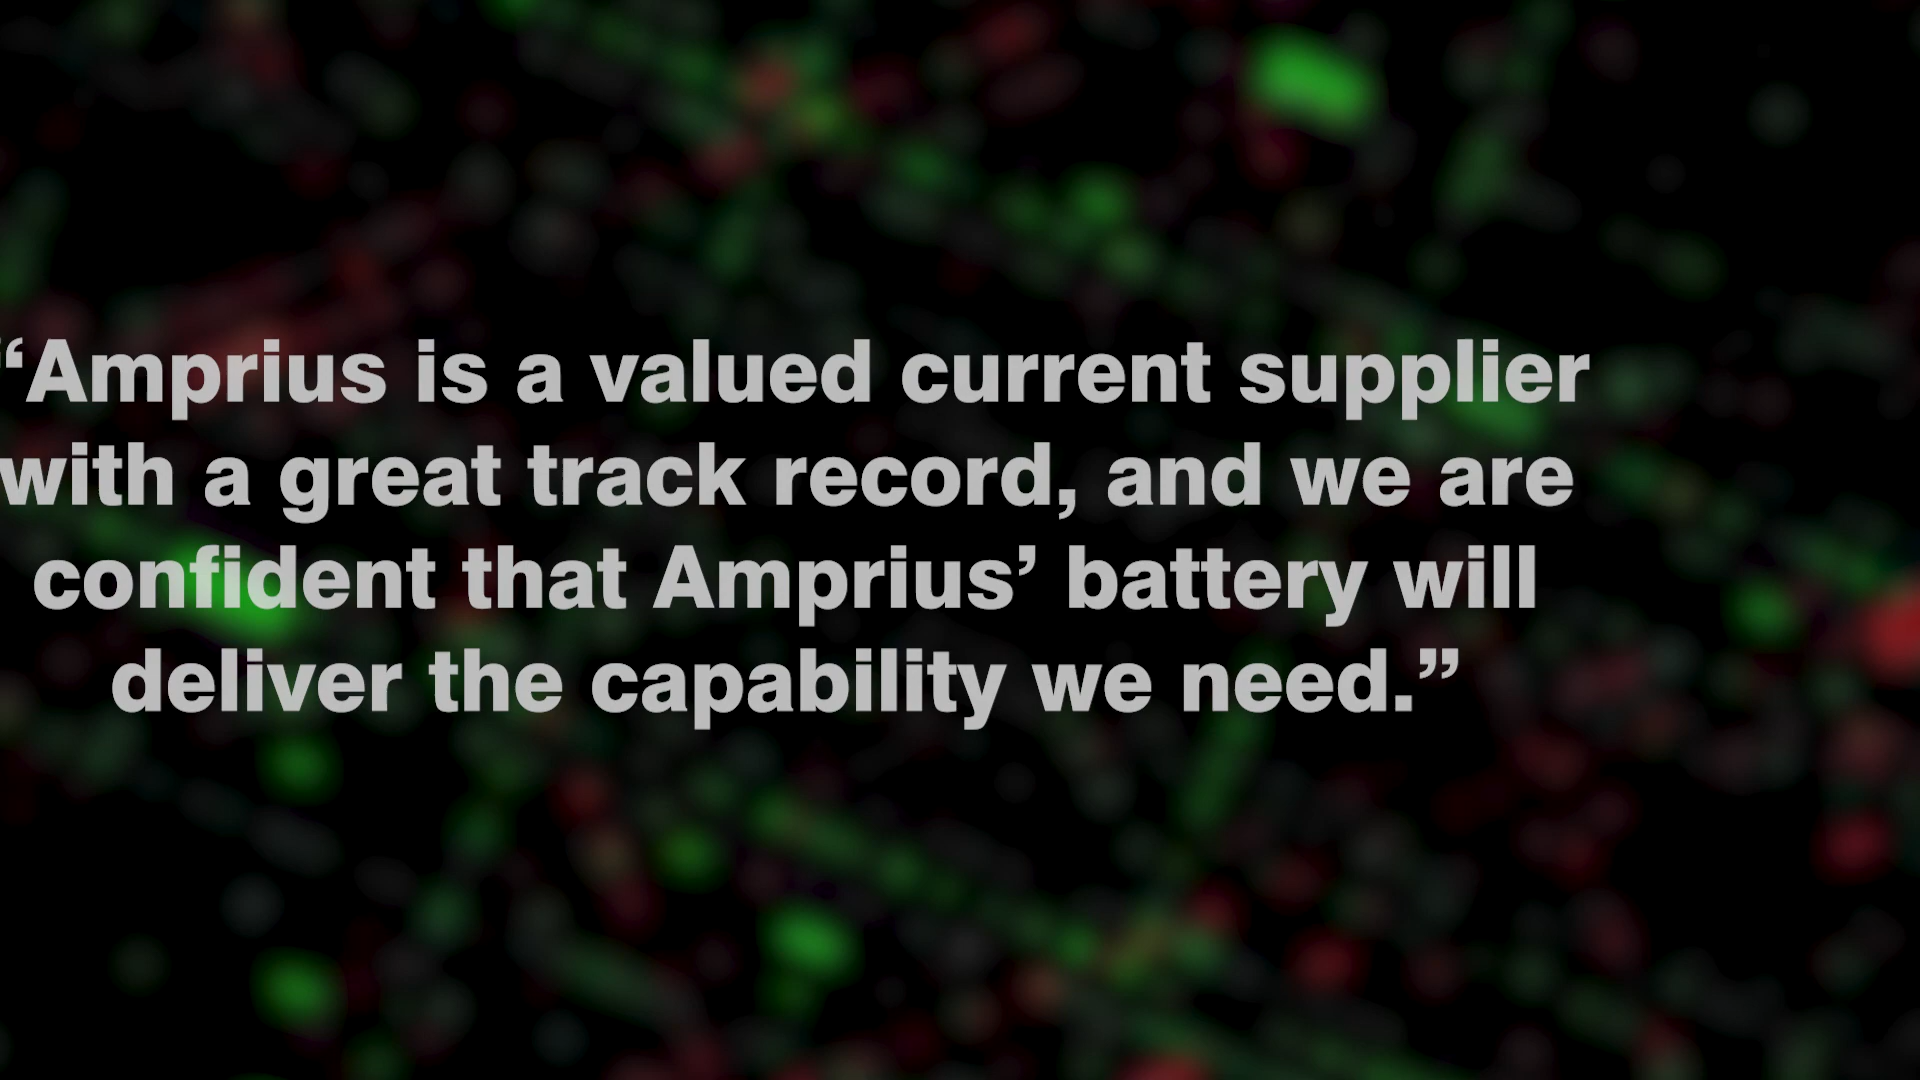 “Amprius is a valued current supplier
with a great track record, and we are
confident that Amprius’ battery will
deliver the capability we need.”